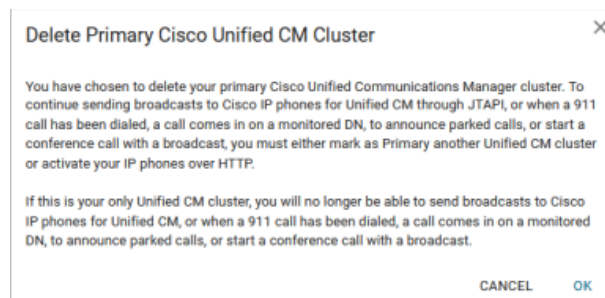 Delete Primary Cisco Unified CM Cluster
You have chosen to delete your primary Cisco Unified Communications Manager cluster. To
continue sending broadcasts to Cisco IP phones for Unified CM through JTAPI, or when a 911
call has been dialed, a call comes in on a monitored DN, to announce parked calls, or start a
conference call with a broadcast, you must either mark as Primary another Unified CM cluster
or activate your IP phones over HTTP.
If this is your only Unified CM cluster, you will no longer be able to send broadcasts to Cisco
IP phones for Unified CM, or when a 911 call has been dialed, a call comes in on a monitored
DN, to announce parked calls, or start a conference call with a broadcast.
CANCEL OK